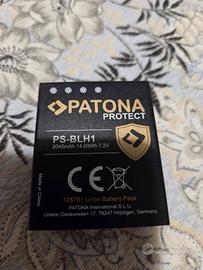 PATONA
PROTECT
PS-BLH1
2040mAh 14.69Wh 7.2V
12875 | Li-Ion Battery Pack
PATONA International S.L.U.
Untere Giesswiesen 17, 78247 Hilzingen, Germany
Made in China